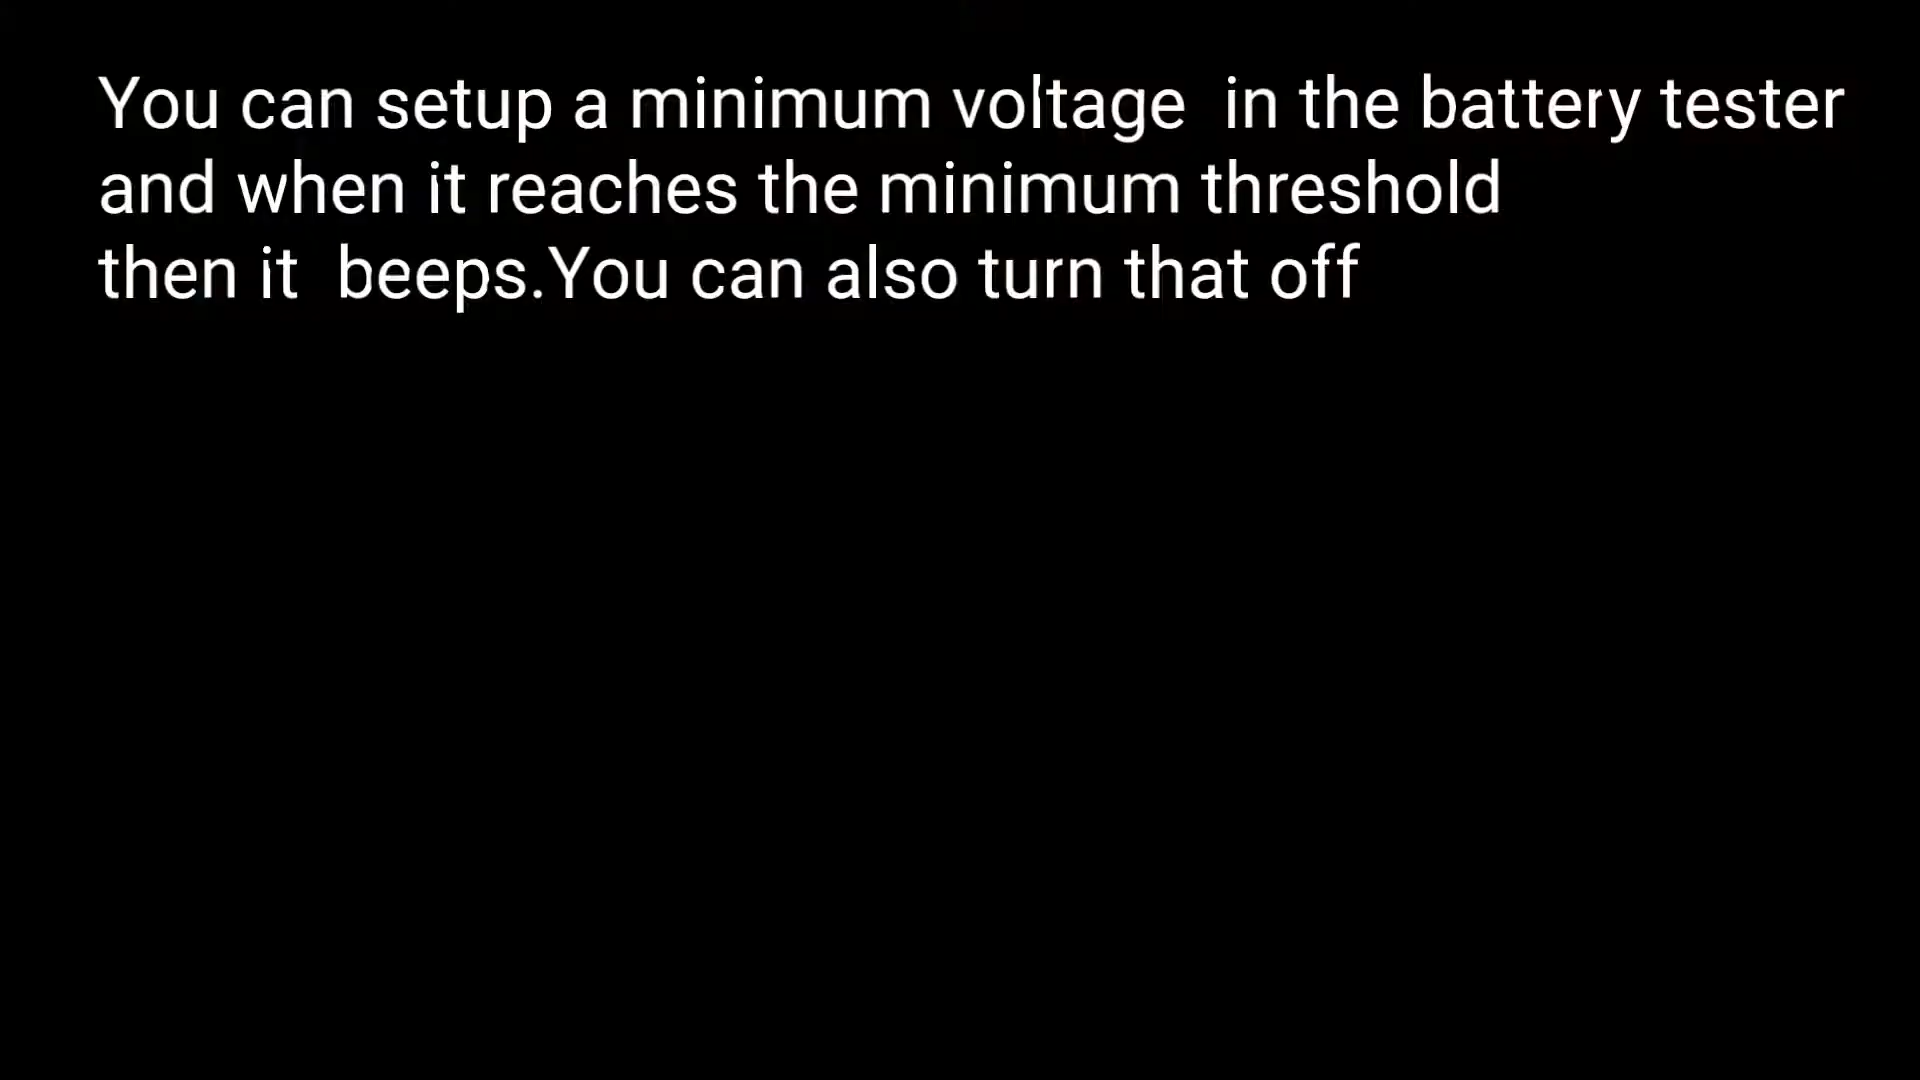 You can setup a minimum voltage  in the battery tester
and when it reaches the minimum threshold
then it  beeps.You can also turn that off